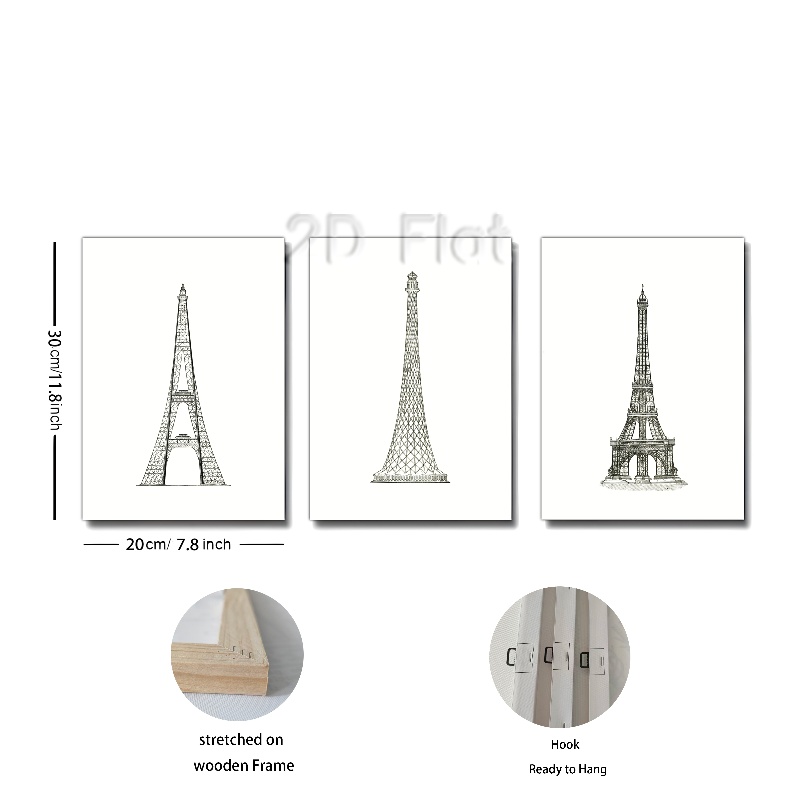 2D Flat
30cm/11.8inch
20cm/ 7.8 inch
stretched on
wooden Frame
Hook
Ready to Hang